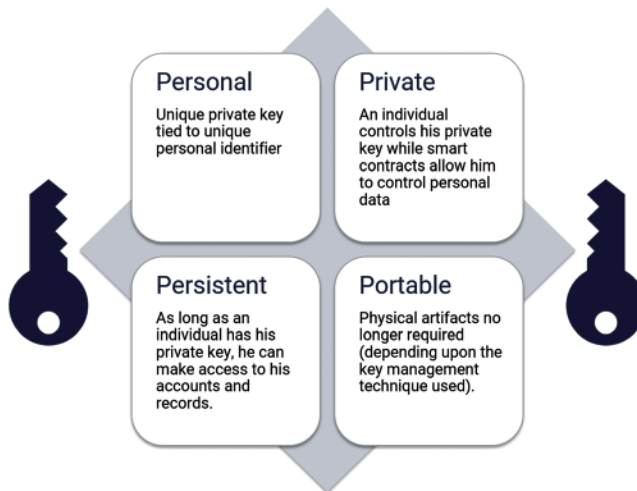 Personal
Unique private key
tied to unique
personal identifier
Private
An individual
controls his private
key while smart
contracts allow him
to control personal
data
Persistent
As long as an
individual has his
private key, he can
make access to his
accounts and
records.
Portable
Physical artifacts no
longer required
(depending upon the
key management
technique used).